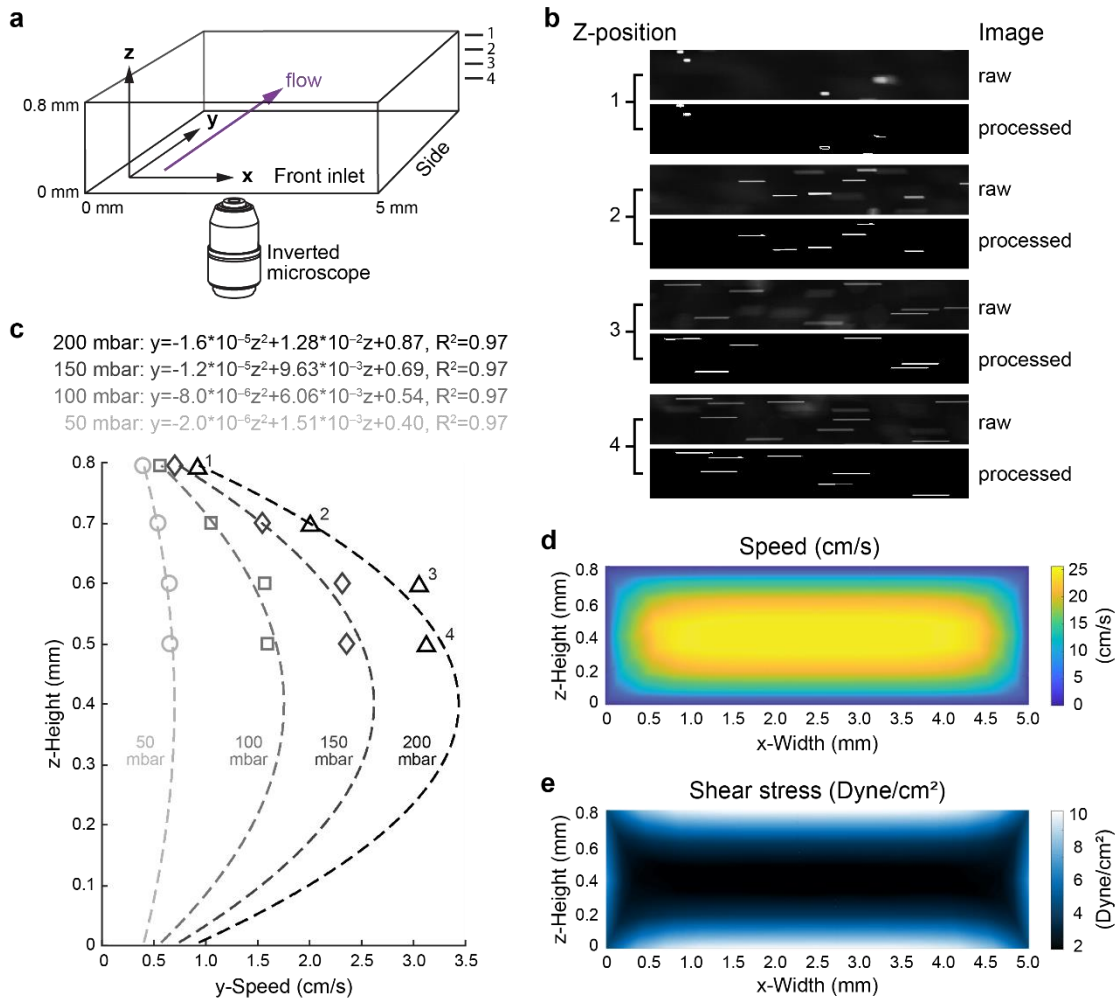 a
z
0.8 mm
y
flow
x
Front inlet
Side
0 mm
0 mm
5 mm
1
2
3
4
Inverted
microscope
b
Z-position
Image
1
raw
processed
2
raw
processed
3
raw
processed
4
raw
processed
c
200 mbar: y=-1.6*10⁻⁵z²+1.28*10⁻²z+0.87, R²=0.97
150 mbar: y=-1.2*10⁻⁵z²+9.63*10⁻³z+0.69, R²=0.97
100 mbar: y=-8.0*10⁻⁶z²+6.06*10⁻³z+0.54, R²=0.97
50 mbar: y=-2.0*10⁻⁶z²+1.51*10⁻³z+0.40, R²=0.97
z-Height (mm)
0.8
0.7
0.6
0.5
0.4
0.3
0.2
0.1
0
1
2
3
4
50
mbar
100
mbar
150
mbar
200
mbar
0 0.5 1.0 1.5 2.0 2.5 3.0 3.5
y-Speed (cm/s)
d
Speed (cm/s)
z-Height (mm)
0.8
0.6
0.4
0.2
0
0 0.5 1.0 1.5 2.0 2.5 3.0 3.5 4.0 4.5 5.0
x-Width (mm)
25
20
15
10
5
0
(cm/s)
e
Shear stress (Dyne/cm²)
z-Height (mm)
0.8
0.6
0.4
0.2
0
0 0.5 1.0 1.5 2.0 2.5 3.0 3.5 4.0 4.5 5.0
x-Width (mm)
10
8
6
4
2
(Dyne/cm²)